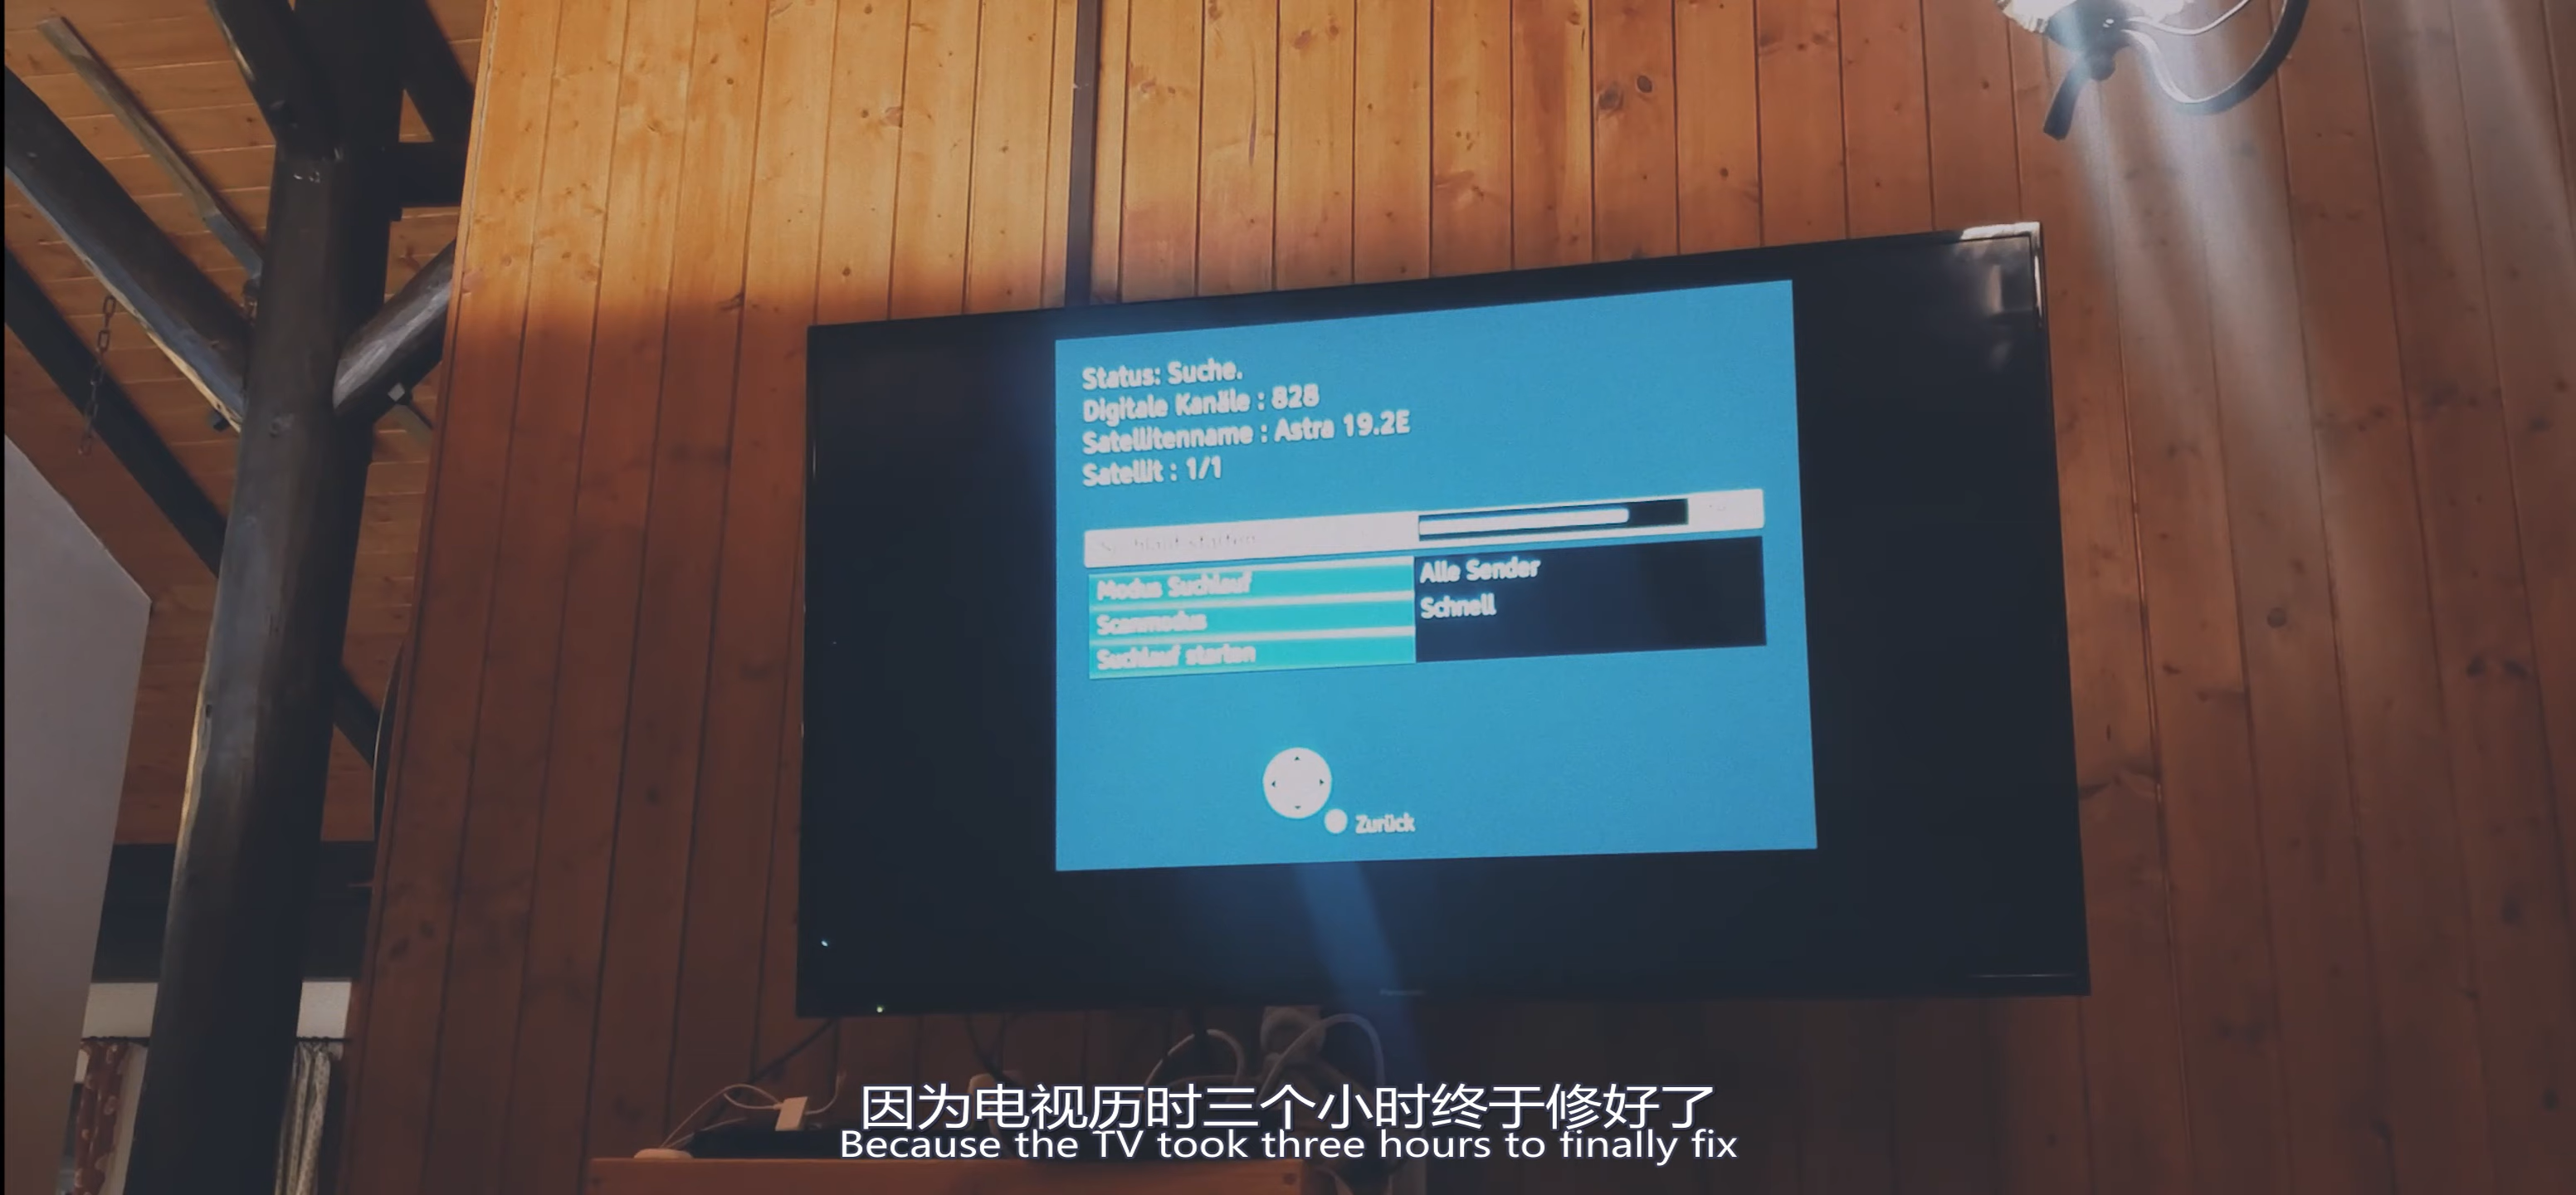 Status: Suche.
Digitale Kanäle : 828
Satellitenname : Astra 19.2E
Satellit : 1/1
Suchlauf starten
Modus Suchlauf Alle Sender
Scanmodus Schnell
Suchlauf starten
Zurück
因为电视历时三个小时终于修好了
Because the TV took three hours to finally fix